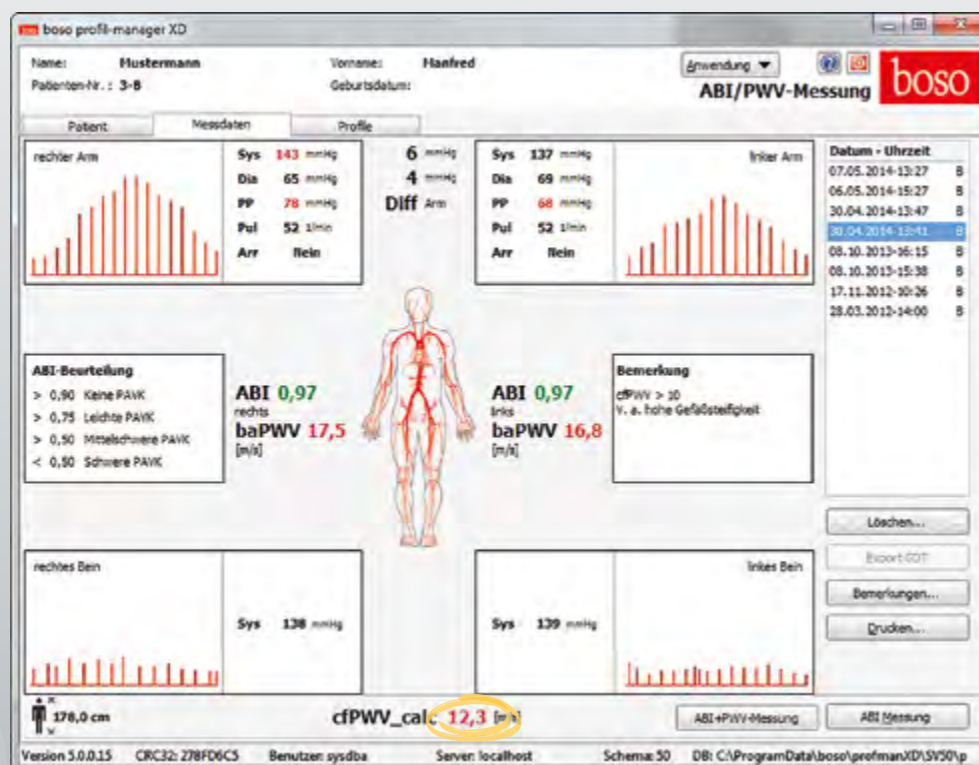 boso profil-manager XD
Name: Mustermann Vorname: Manfred Anwendung
Patienten-Nr.: 3-8 Geburtsdatum: ABI/PWV-Messung boso
Patient Messdaten Profile
rechter Arm
Sys 143 mmHg
Dia 65 mmHg
PP 78 mmHg
Pul 52 1/min
Arr Nein
6 mmHg
4 mmHg
Diff Arm
Sys 137 mmHg
Dia 69 mmHg
PP 68 mmHg
Pul 52 1/min
Arr Nein
linker Arm
Datum - Uhrzeit
07.05.2014-13:27 B
06.05.2014-15:27 B
30.04.2014-13:47 B
30.04.2014-13:41 B
08.10.2013-16:15 B
08.10.2013-15:38 B
17.11.2012-10:26 B
28.03.2012-14:00 B
ABI-Beurteilung
> 0,90 Keine PAVK
> 0,75 Leichte PAVK
> 0,50 Mittelschwere PAVK
< 0,50 Schwere PAVK
ABI 0,97
rechts
baPWV 17,5
[m/s]
ABI 0,97
links
baPWV 16,8
[m/s]
Bemerkung
cfPWV > 10
V. a. hohe Gefäßsteifigkeit
Löschen...
Export GDT
Bemerkungen...
Drucken...
rechtes Bein
Sys 138 mmHg
Sys 139 mmHg
linkes Bein
178,0 cm
cfPWV_calc 12,3 [m/s]
ABI+PWV-Messung
ABI Messung
Version 5.0.0.15 CRC32: 278FD6C5 Benutzer: sysdba Server: localhost Schema: 50 DB: C:\ProgramData\boso\profmanXD\SV50\p